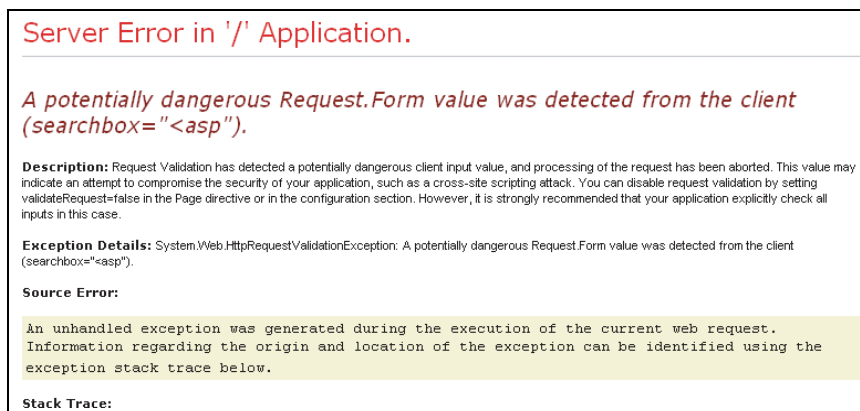 Server Error in '/' Application.
A potentially dangerous Request.Form value was detected from the client
(searchbox="<asp").
Description: Request Validation has detected a potentially dangerous client input value, and processing of the request has been aborted. This value may
indicate an attempt to compromise the security of your application, such as a cross-site scripting attack. You can disable request validation by setting
validateRequest=false in the Page directive or in the configuration section. However, it is strongly recommended that your application explicitly check all
inputs in this case.
Exception Details: System.Web.HttpRequestValidationException: A potentially dangerous Request.Form value was detected from the client
(searchbox="<asp").
Source Error:
An unhandled exception was generated during the execution of the current web request.
Information regarding the origin and location of the exception can be identified using the
exception stack trace below.
Stack Trace: